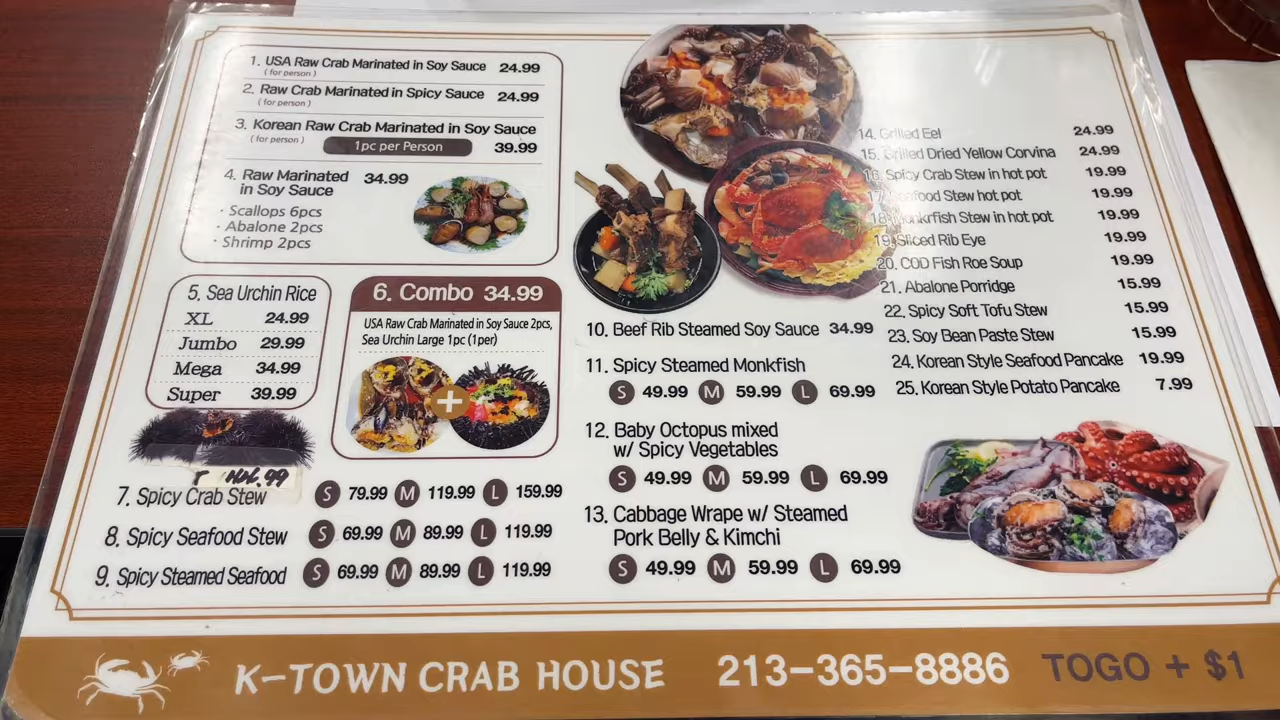 1. USA Raw Crab Marinated in Soy Sauce 24.99
( for person )
2. Raw Crab Marinated in Spicy Sauce 24.99
( for person )
3. Korean Raw Crab Marinated in Soy Sauce
( for person ) 1pc per Person 39.99
4. Raw Marinated 34.99
in Soy Sauce
· Scallops 6pcs
· Abalone 2pcs
· Shrimp 2pcs
5. Sea Urchin Rice
XL 24.99
Jumbo 29.99
Mega 34.99
Super 39.99
44.99
6. Combo 34.99
USA Raw Crab Marinated in Soy Sauce 2pcs,
Sea Urchin Large 1pc (1per)
+
7. Spicy Crab Stew S 79.99 M 119.99 L 159.99
8. Spicy Seafood Stew S 69.99 M 89.99 L 119.99
9. Spicy Steamed Seafood S 69.99 M 89.99 L 119.99
10. Beef Rib Steamed Soy Sauce 34.99
11. Spicy Steamed Monkfish
S 49.99 M 59.99 L 69.99
12. Baby Octopus mixed
w/ Spicy Vegetables
S 49.99 M 59.99 L 69.99
13. Cabbage Wrape w/ Steamed
Pork Belly & Kimchi
S 49.99 M 59.99 L 69.99
14. Grilled Eel 24.99
15. Grilled Dried Yellow Corvina 24.99
16. Spicy Crab Stew in hot pot 19.99
17. Seafood Stew hot pot 19.99
18. Monkrfish Stew in hot pot 19.99
19. Sliced Rib Eye 19.99
20. COD Fish Roe Soup 19.99
21. Abalone Porridge 15.99
22. Spicy Soft Tofu Stew 15.99
23. Soy Bean Paste Stew 15.99
24. Korean Style Seafood Pancake 19.99
25. Korean Style Potato Pancake 7.99
K-TOWN CRAB HOUSE 213-365-8886 TOGO + $1